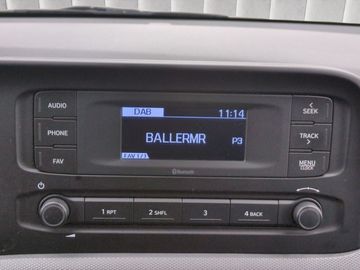 AUDIO
PHONE
FAV
DAB 11:14
BALLERMR P3
FAV 1/1
Bluetooth
< SEEK
TRACK >
MENU
CLOCK
1 RPT
2 SHFL
3
4 BACK